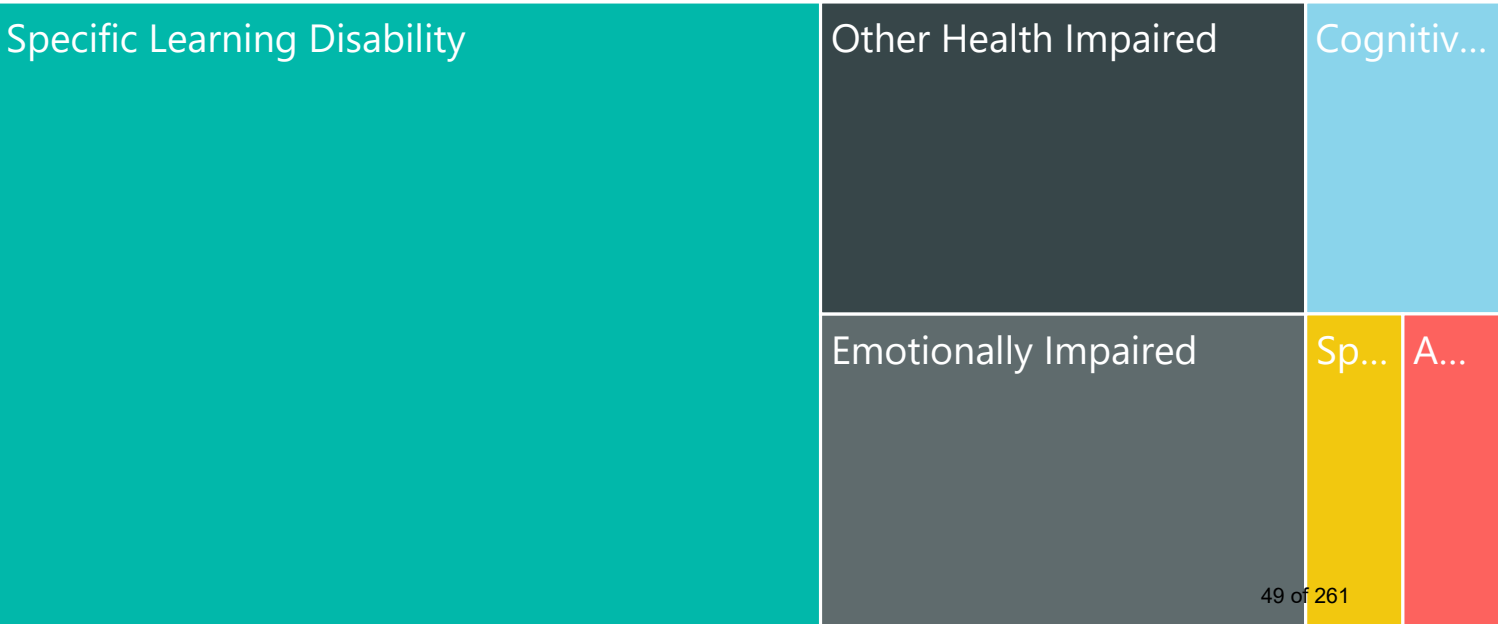 Specific Learning Disability
Other Health Impaired
Cognitiv...
Emotionally Impaired
Sp...
A...
49 of 261